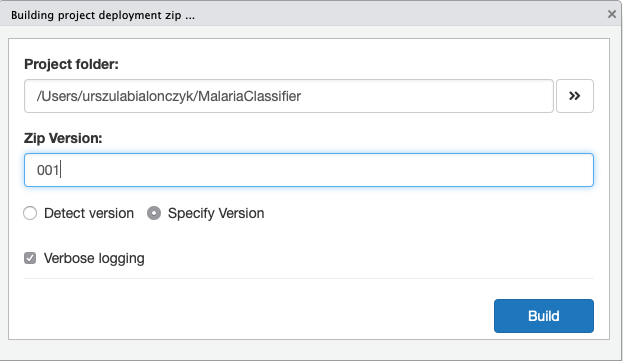 Building project deployment zip ...
Project folder:
/Users/urszulabialonczyk/MalariaClassifier
Zip Version:
001
Detect version Specify Version
Verbose logging
Build